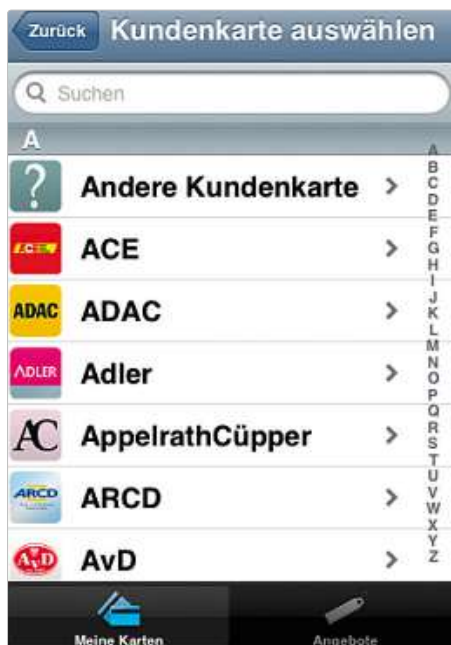 Zurück Kundenkarte auswählen
Suchen
A
? Andere Kundenkarte
ACE ACE
ADAC ADAC
ADLER Adler
AC AppelrathCüpper
ARCD ARCD
AvD AvD
A
B
C
D
E
F
G
H
I
J
K
L
M
N
O
P
Q
R
S
T
U
V
W
X
Y
Z
Meine Karten Angebote